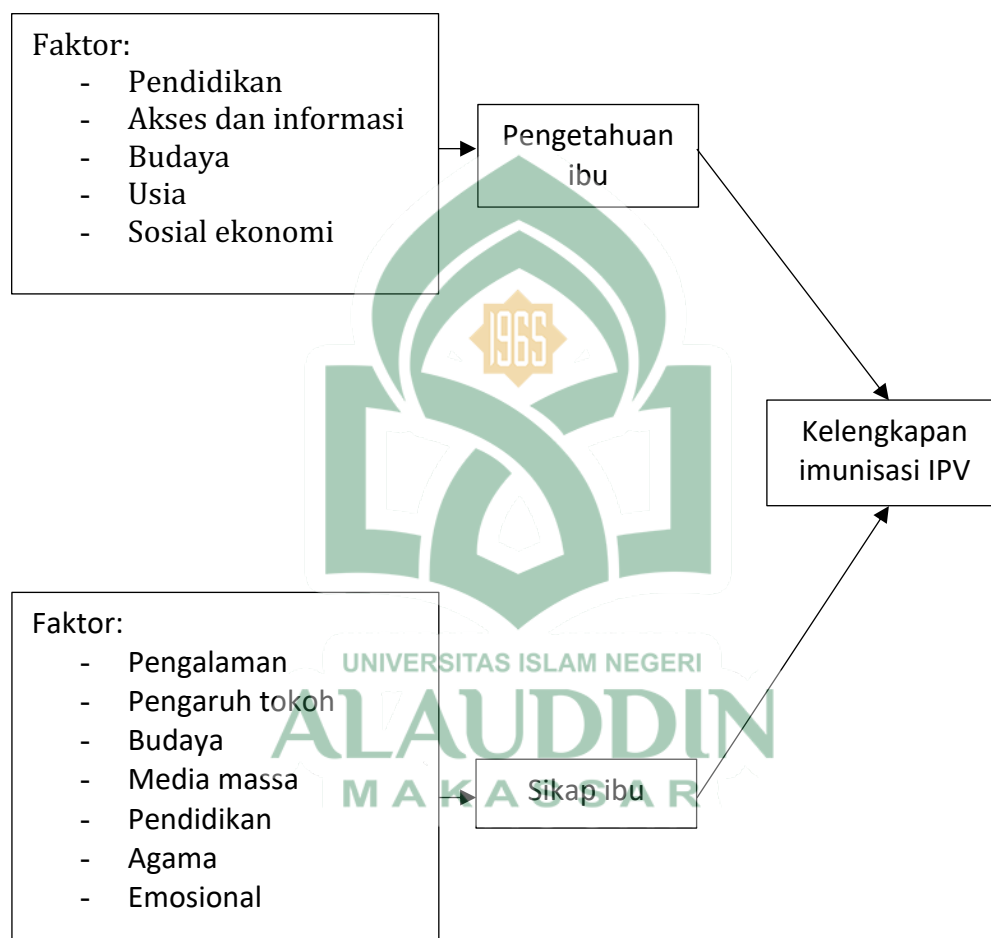 Faktor:
- Pendidikan
- Akses dan informasi
- Budaya
- Usia
- Sosial ekonomi
Pengetahuan
ibu
1965
Kelengkapan
imunisasi IPV
Faktor:
- Pengalaman
- Pengaruh tokoh
- Budaya
- Media massa
- Pendidikan
- Agama
- Emosional
Sikap ibu
UNIVERSITAS ISLAM NEGERI
ALAUDDIN
MAKASSAR